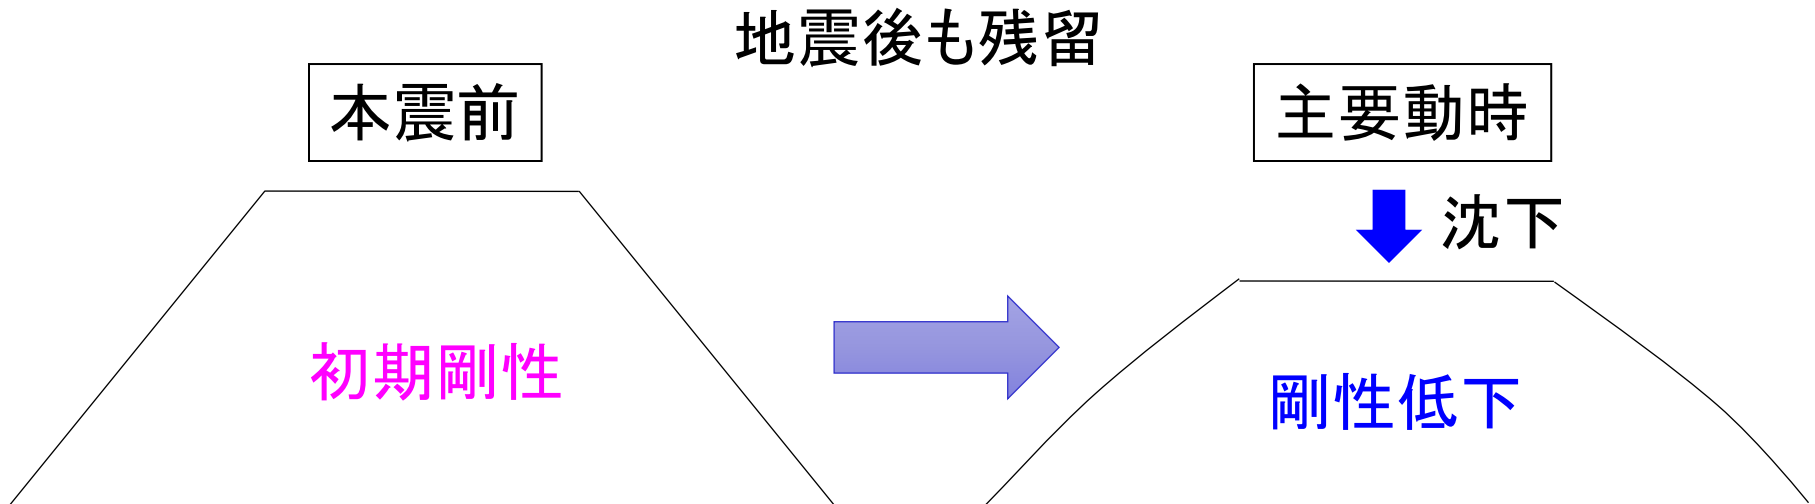 地震後も残留
本震前
主要動時
沈下
初期剛性
剛性低下